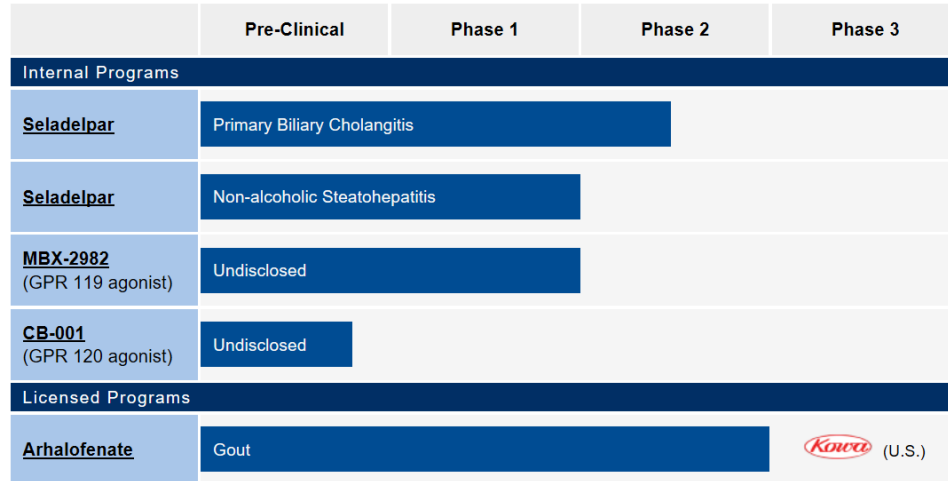 Pre-Clinical Phase 1 Phase 2 Phase 3
Internal Programs
Seladelpar Primary Biliary Cholangitis
Seladelpar Non-alcoholic Steatohepatitis
MBX-2982
(GPR 119 agonist) Undisclosed
CB-001
(GPR 120 agonist) Undisclosed
Licensed Programs
Arhalofenate Gout Kowa (U.S.)